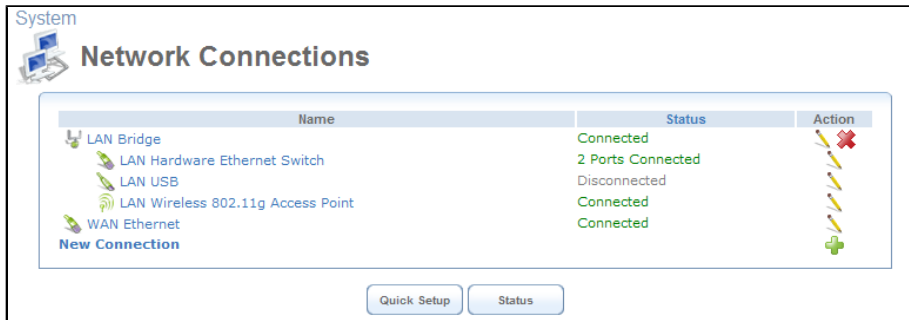 System
Network Connections
Name Status Action
LAN Bridge Connected
LAN Hardware Ethernet Switch 2 Ports Connected
LAN USB Disconnected
LAN Wireless 802.11g Access Point Connected
WAN Ethernet Connected
New Connection
Quick Setup Status